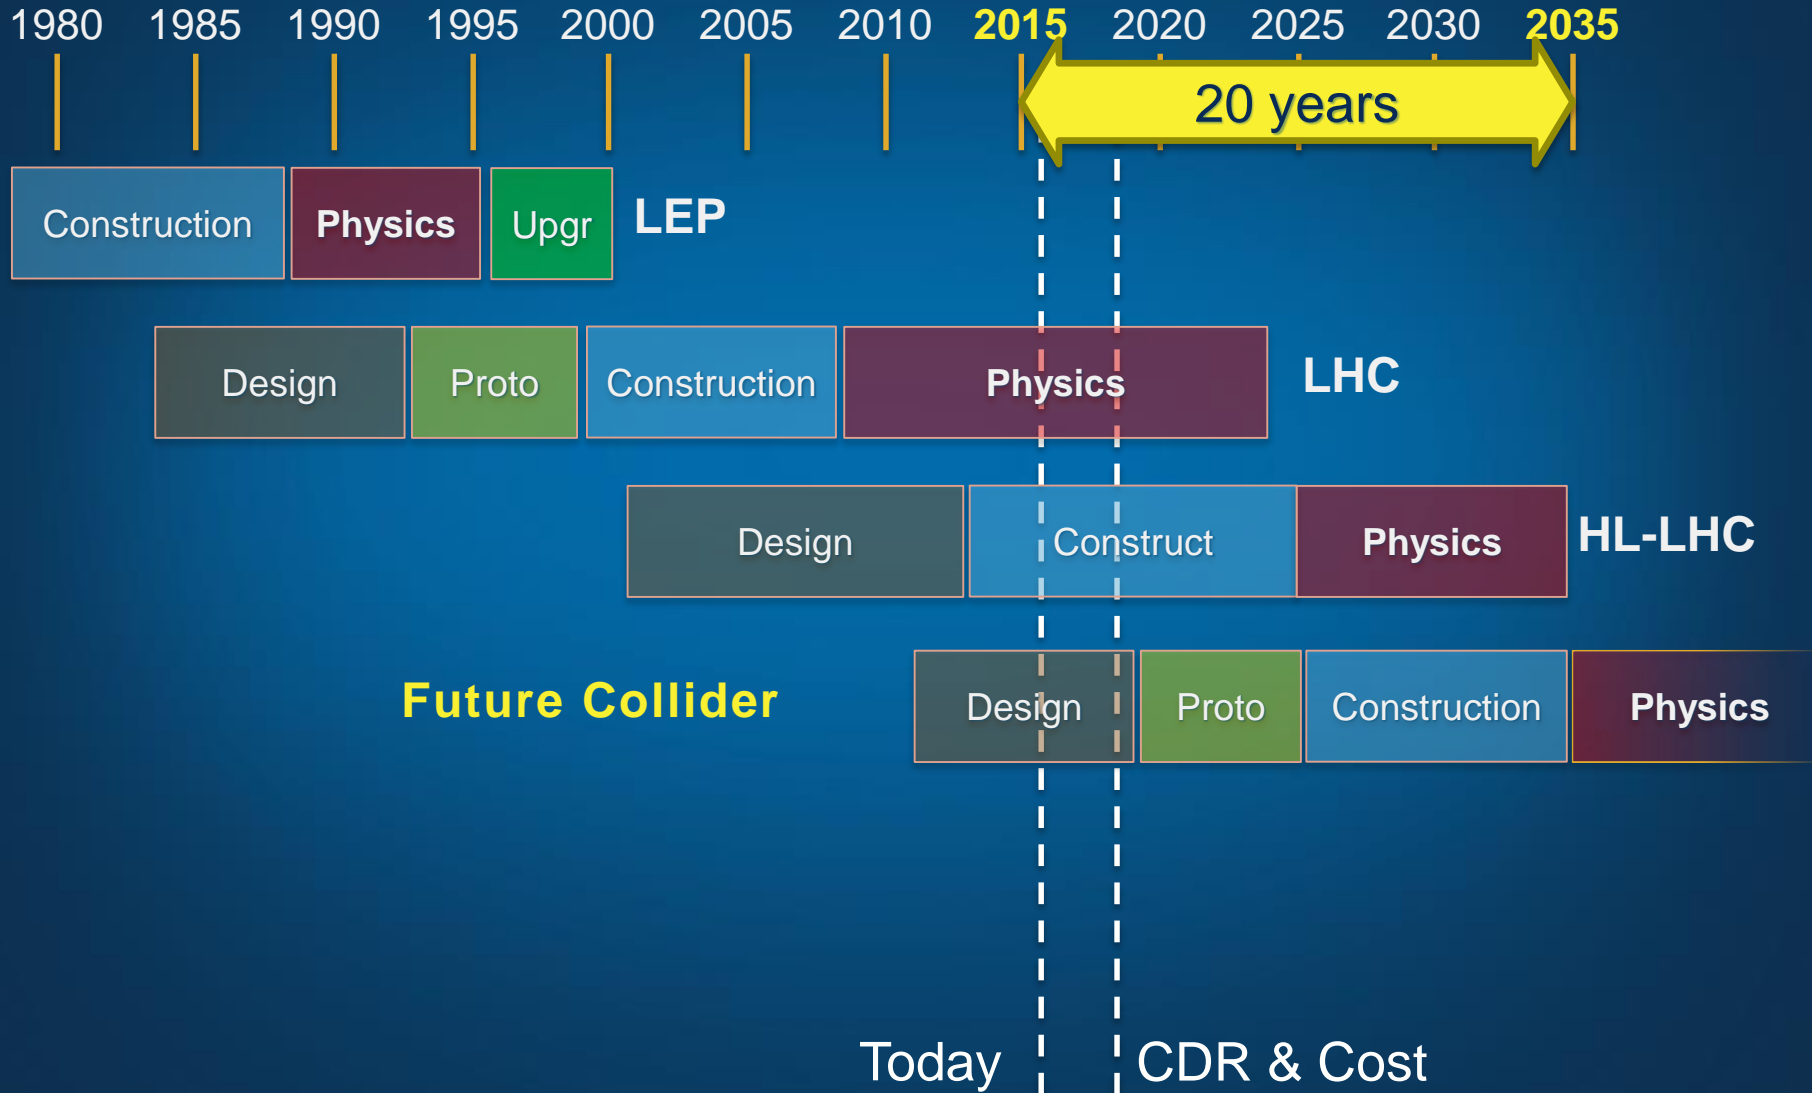 1980 1985 1990 1995 2000 2005 2010 2015 2020 2025 2030 2035
20 years
Construction Physics Upgr LEP
Design Proto Construction Physics LHC
Design Construct Physics HL-LHC
Future Collider Design Proto Construction Physics
Today CDR & Cost